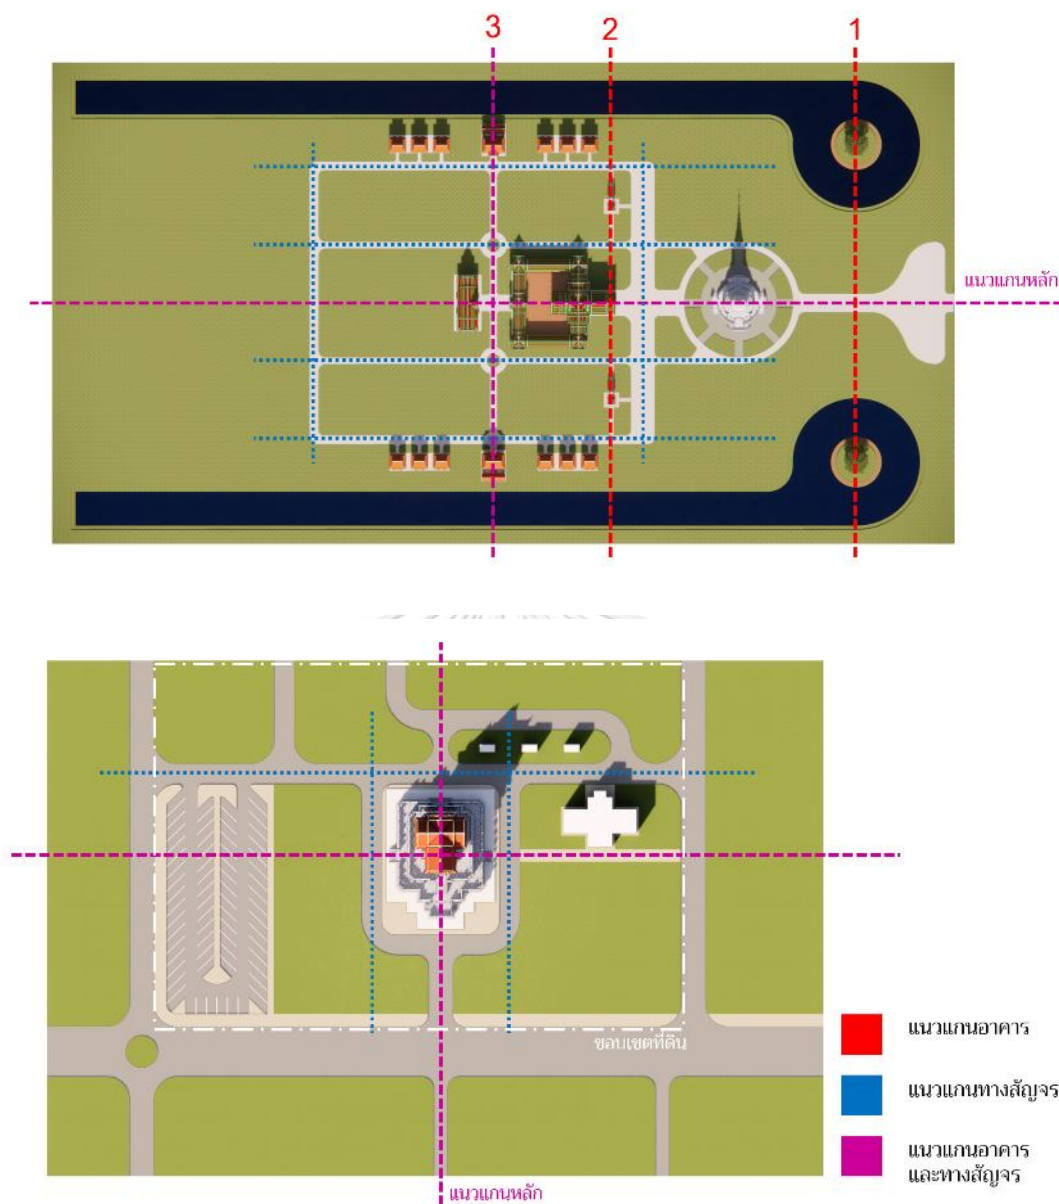 3 2 1
แนวแกนหลัก
ขอบเขตที่ดิน
แนวแกนอาคาร
แนวแกนทางสัญจร
แนวแกนอาคาร
และทางสัญจร
แนวแกนหลัก